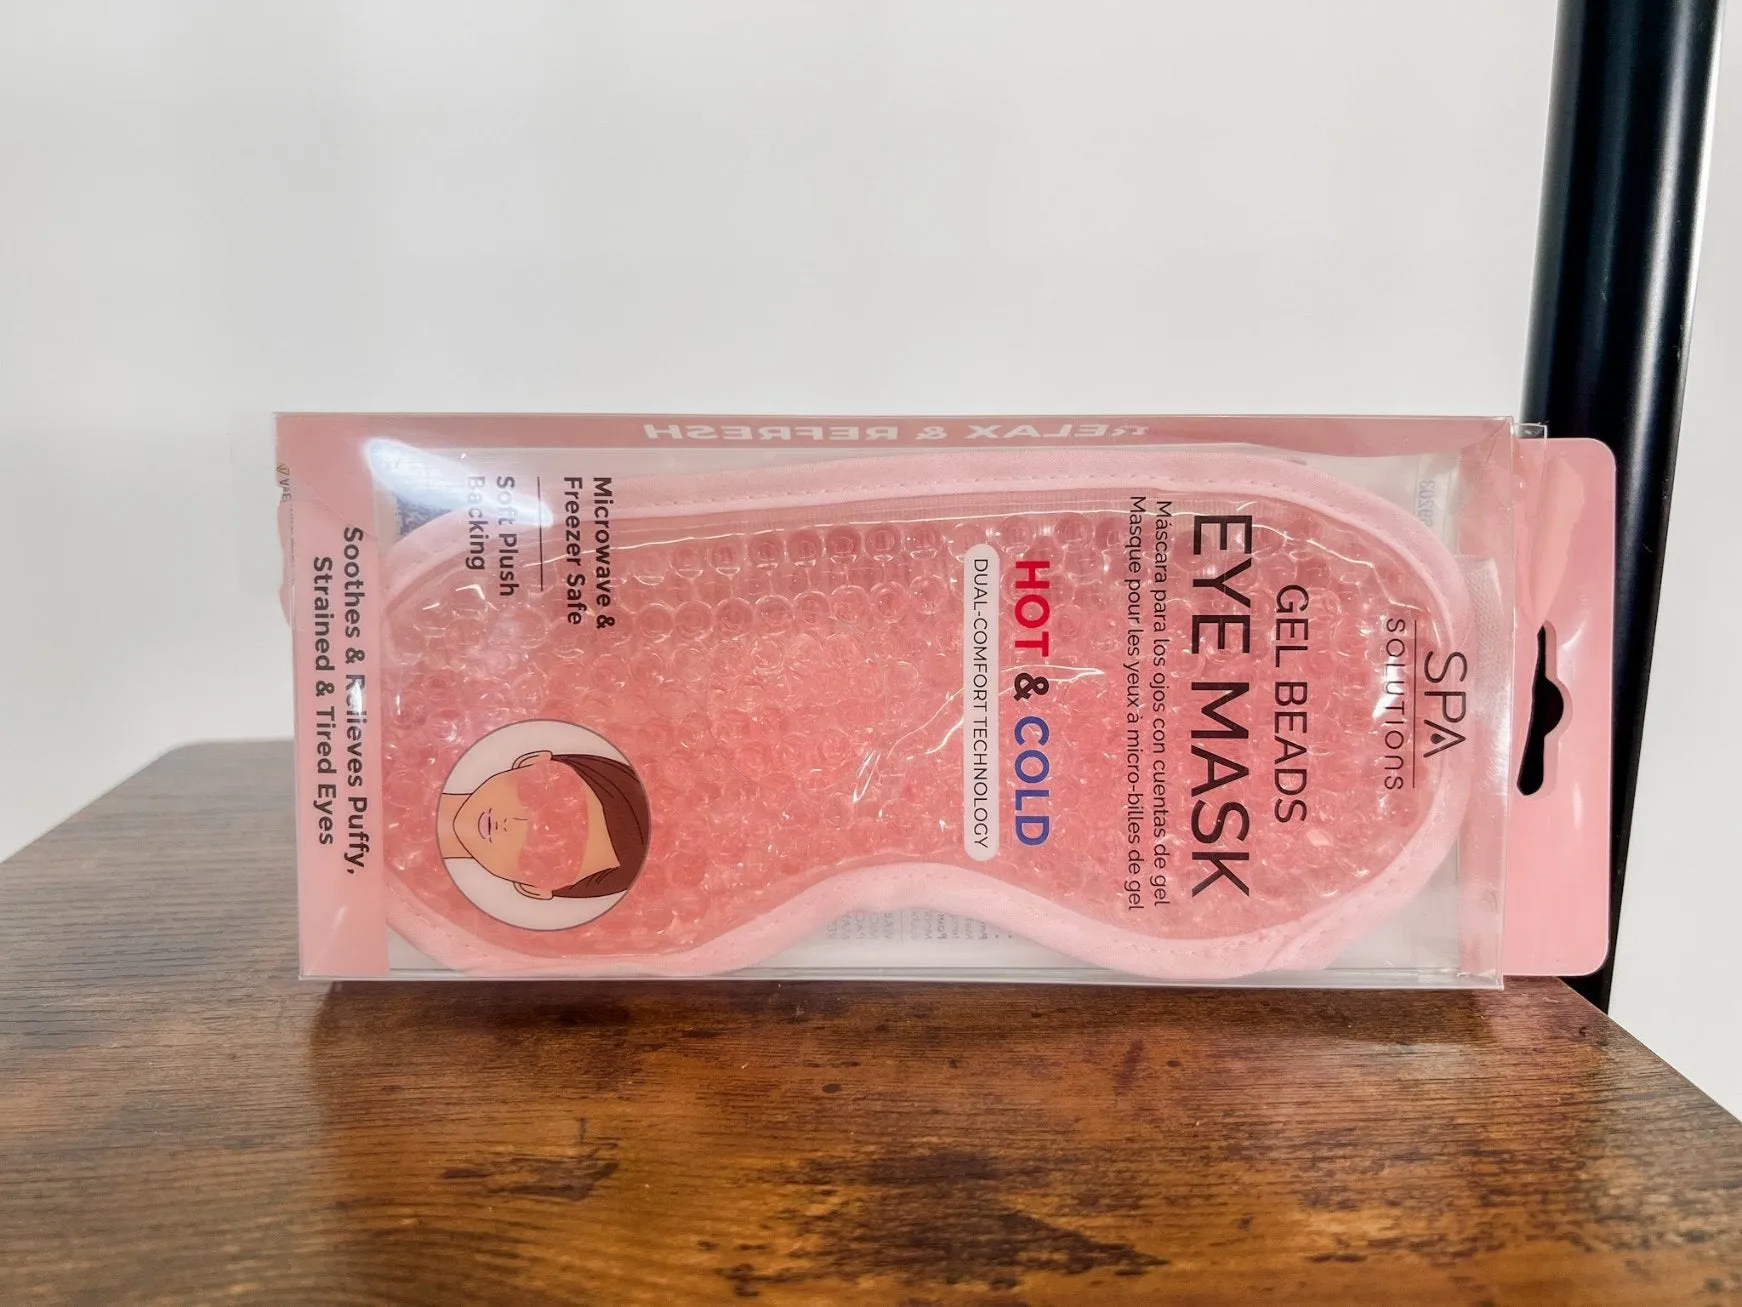 SPA
SOLUTIONS
GEL BEADS
EYE MASK
Máscara para los ojos con cuentas de gel
Masque pour les yeux à micro-billes de gel
HOT & COLD
DUAL-COMFORT TECHNOLOGY
Microwave &
Freezer Safe
Soft Plush
Backing
Soothes & Relieves Puffy,
Strained & Tired Eyes
RELAX & REFRESH